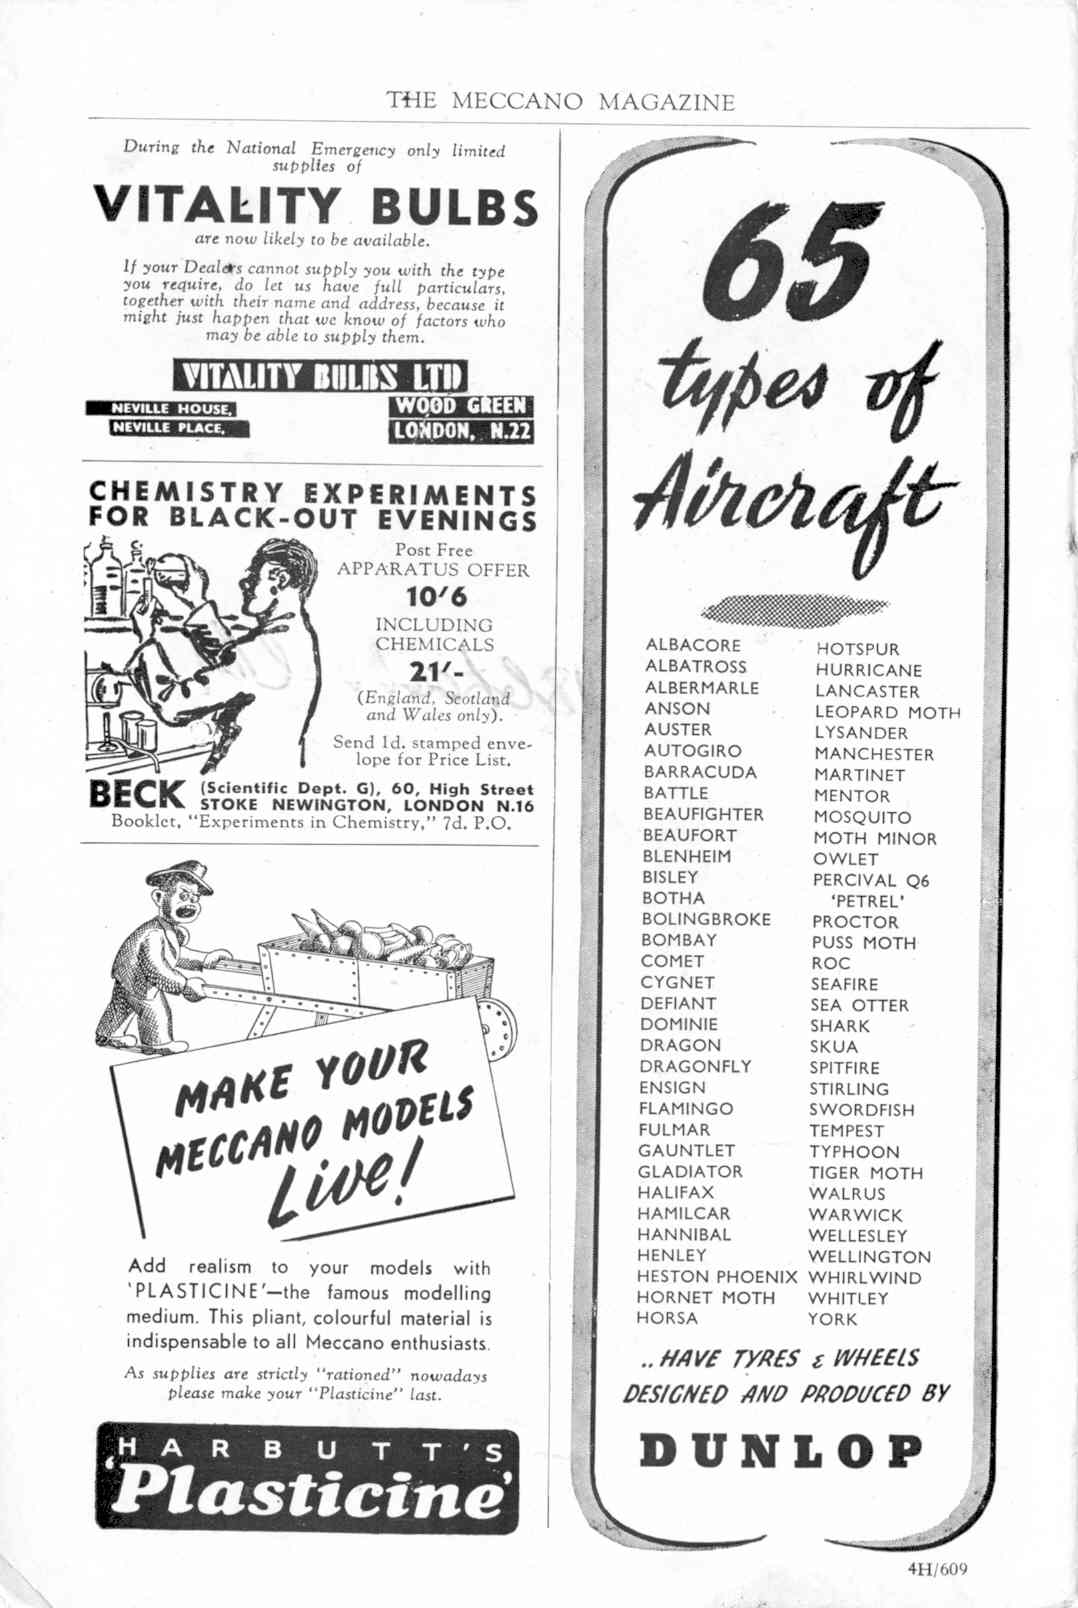 THE MECCANO MAGAZINE
During the National Emergency only limited
supplies of
VITALITY BULBS
are now likely to be available.
If your Dealers cannot supply you with the type
you require, do let us have full particulars,
together with their name and address, because it
might just happen that we know of factors who
may be able to supply them.
VITALITY BULBS LTD
NEVILLE HOUSE,
NEVILLE PLACE,
WOOD GREEN
LONDON, N.22
CHEMISTRY EXPERIMENTS
FOR BLACK-OUT EVENINGS
Post Free
APPARATUS OFFER
10'6
INCLUDING
CHEMICALS
21'-
(England, Scotland
and Wales only).
Send 1d. stamped enve-
lope for Price List.
BECK (Scientific Dept. G), 60, High Street
STOKE NEWINGTON, LONDON N.16
Booklet, "Experiments in Chemistry," 7d. P.O.
MAKE YOUR
MECCANO MODELS
Live!
Add realism to your models with
'PLASTICINE'—the famous modelling
medium. This pliant, colourful material is
indispensable to all Meccano enthusiasts.
As supplies are strictly "rationed" nowadays
please make your "Plasticine" last.
HARBUTT'S
'Plasticine'
65
types of
Aircraft
ALBACORE
ALBATROSS
ALBERMARLE
ANSON
AUSTER
AUTOGIRO
BARRACUDA
BATTLE
BEAUFIGHTER
BEAUFORT
BLENHEIM
BISLEY
BOTHA
BOLINGBROKE
BOMBAY
COMET
CYGNET
DEFIANT
DOMINIE
DRAGON
DRAGONFLY
ENSIGN
FLAMINGO
FULMAR
GAUNTLET
GLADIATOR
HALIFAX
HAMILCAR
HANNIBAL
HENLEY
HESTON PHOENIX
HORNET MOTH
HORSA
HOTSPUR
HURRICANE
LANCASTER
LEOPARD MOTH
LYSANDER
MANCHESTER
MARTINET
MENTOR
MOSQUITO
MOTH MINOR
OWLET
PERCIVAL Q6
'PETREL'
PROCTOR
PUSS MOTH
ROC
SEAFIRE
SEA OTTER
SHARK
SKUA
SPITFIRE
STIRLING
SWORDFISH
TEMPEST
TYPHOON
TIGER MOTH
WALRUS
WARWICK
WELLESLEY
WELLINGTON
WHIRLWIND
WHITLEY
YORK
..HAVE TYRES & WHEELS
DESIGNED AND PRODUCED BY
DUNLOP
4H/609